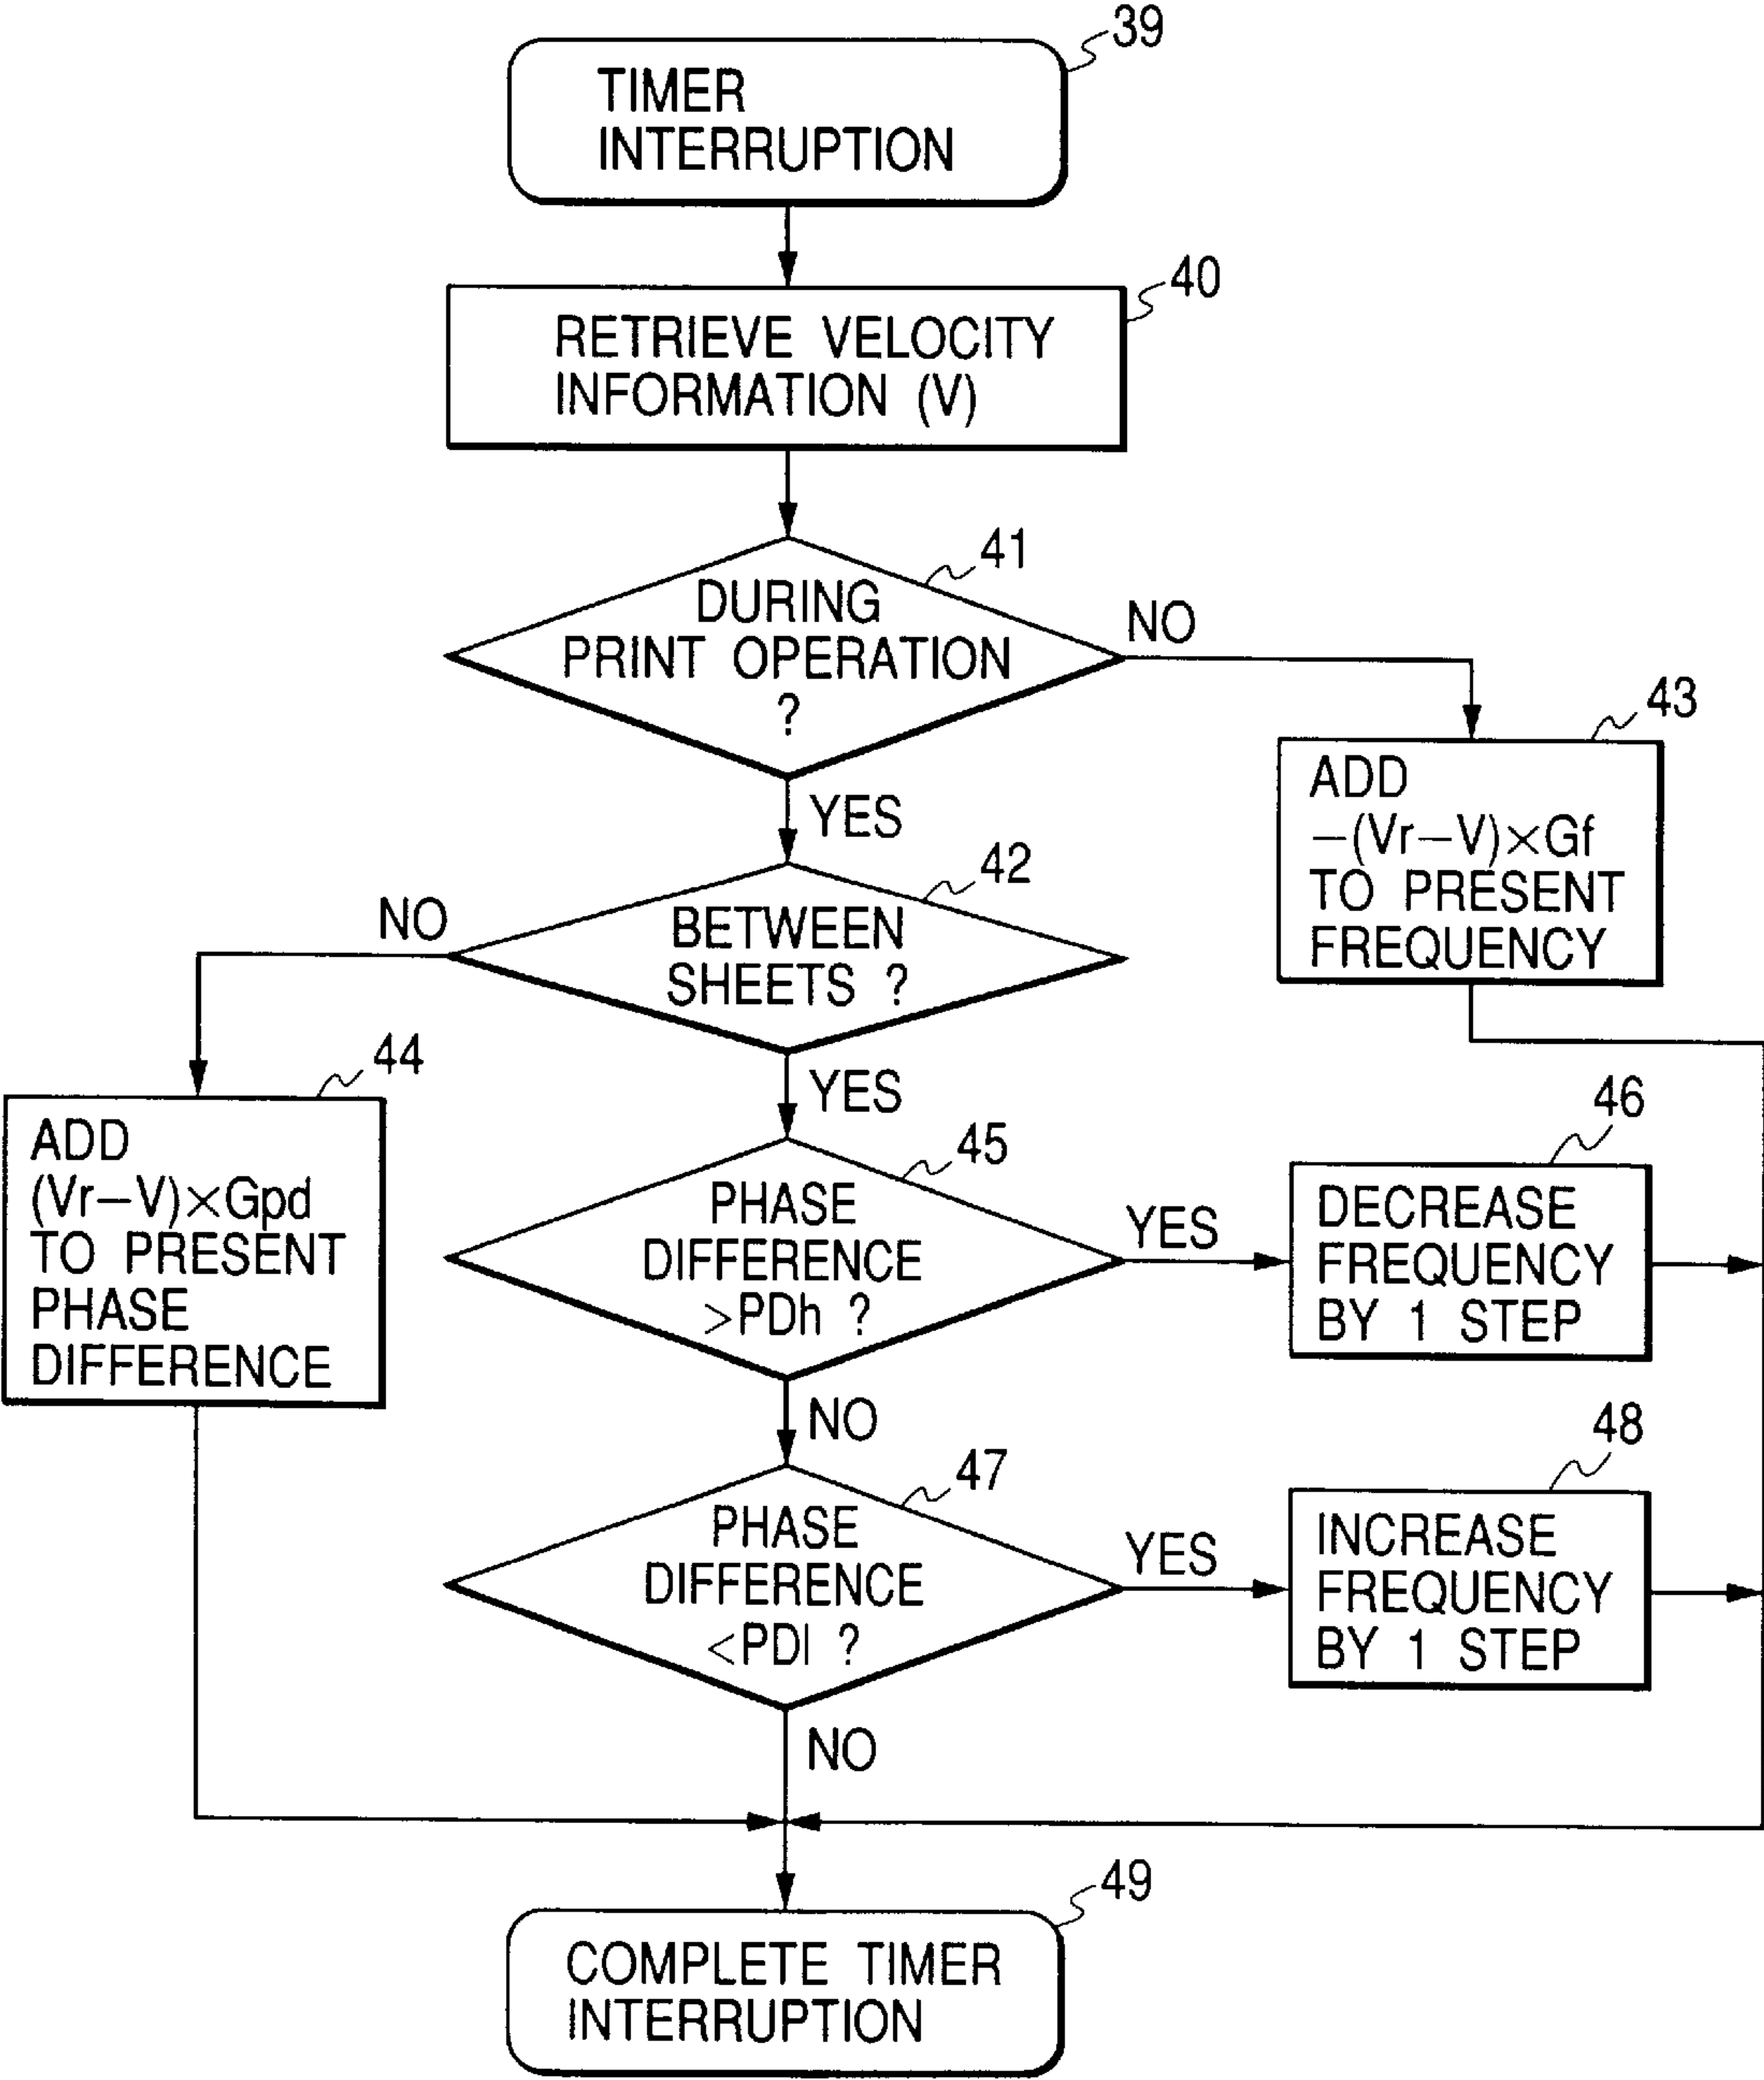 39
TIMER
INTERRUPTION
40
RETRIEVE VELOCITY
INFORMATION (V)
41
DURING
PRINT OPERATION
?
NO
YES
43
ADD
−(Vr−V)×Gf
TO PRESENT
FREQUENCY
42
BETWEEN
SHEETS ?
NO
YES
44
ADD
(Vr−V)×Gpd
TO PRESENT
PHASE
DIFFERENCE
45
PHASE
DIFFERENCE
>PDh ?
YES
NO
46
DECREASE
FREQUENCY
BY 1 STEP
47
PHASE
DIFFERENCE
<PDl ?
YES
NO
48
INCREASE
FREQUENCY
BY 1 STEP
49
COMPLETE TIMER
INTERRUPTION